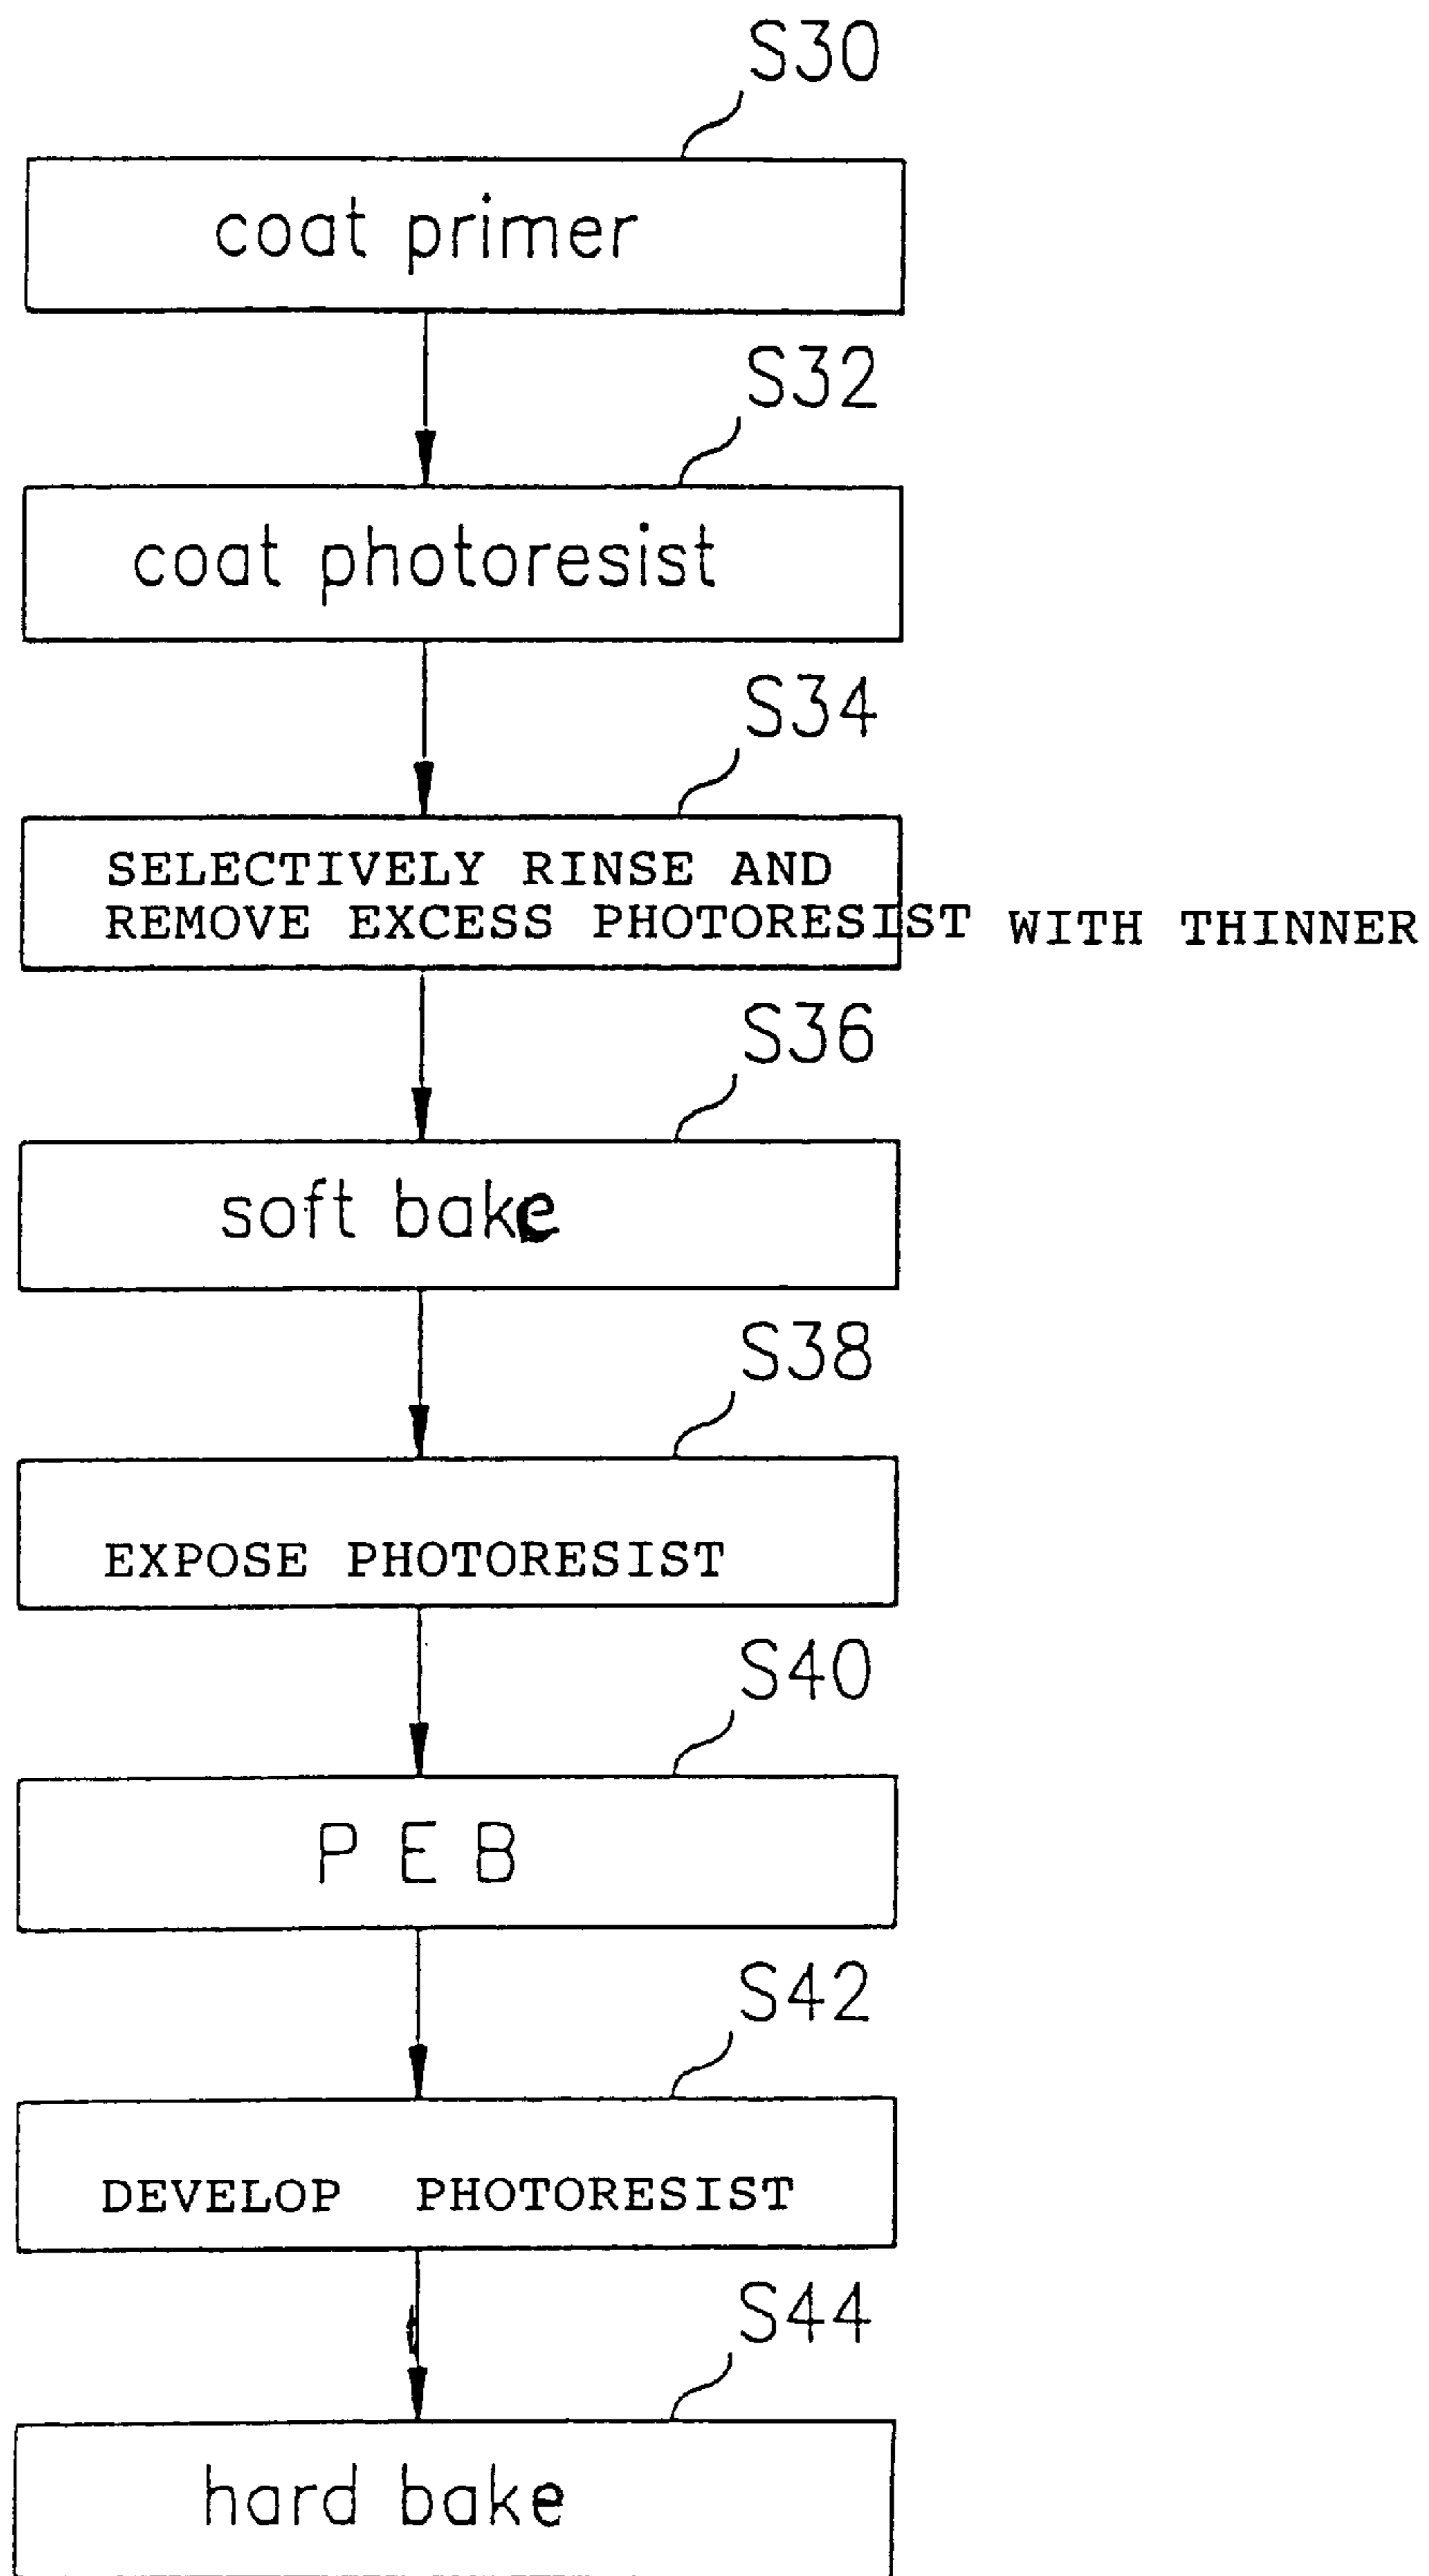 S30
coat primer
S32
coat photoresist
S34
SELECTIVELY RINSE AND
REMOVE EXCESS PHOTORESIST WITH THINNER
S36
soft bake
S38
EXPOSE PHOTORESIST
S40
P E B
S42
DEVELOP PHOTORESIST
S44
hard bake